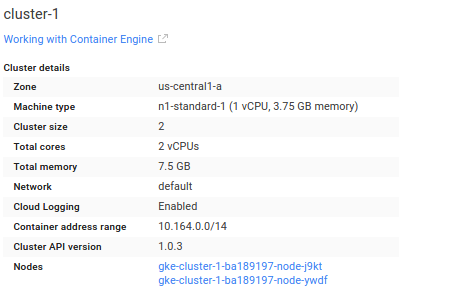 cluster-1
Working with Container Engine
Cluster details
Zone us-central1-a
Machine type n1-standard-1 (1 vCPU, 3.75 GB memory)
Cluster size 2
Total cores 2 vCPUs
Total memory 7.5 GB
Network default
Cloud Logging Enabled
Container address range 10.164.0.0/14
Cluster API version 1.0.3
Nodes gke-cluster-1-ba189197-node-j9kt
gke-cluster-1-ba189197-node-ywdf